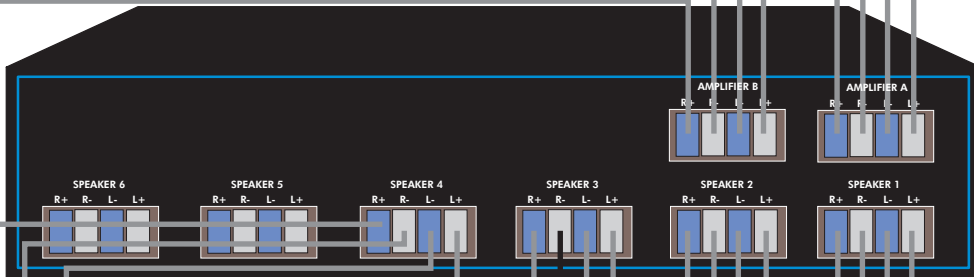 AMPLIFIER B
AMPLIFIER A
R+ R- L- L+
R+ R- L- L+
SPEAKER 6
SPEAKER 5
SPEAKER 4
SPEAKER 3
SPEAKER 2
SPEAKER 1
R+ R- L- L+
R+ R- L- L+
R+ R- L- L+
R+ R- L- L+
R+ R- L- L+
R+ R- L- L+